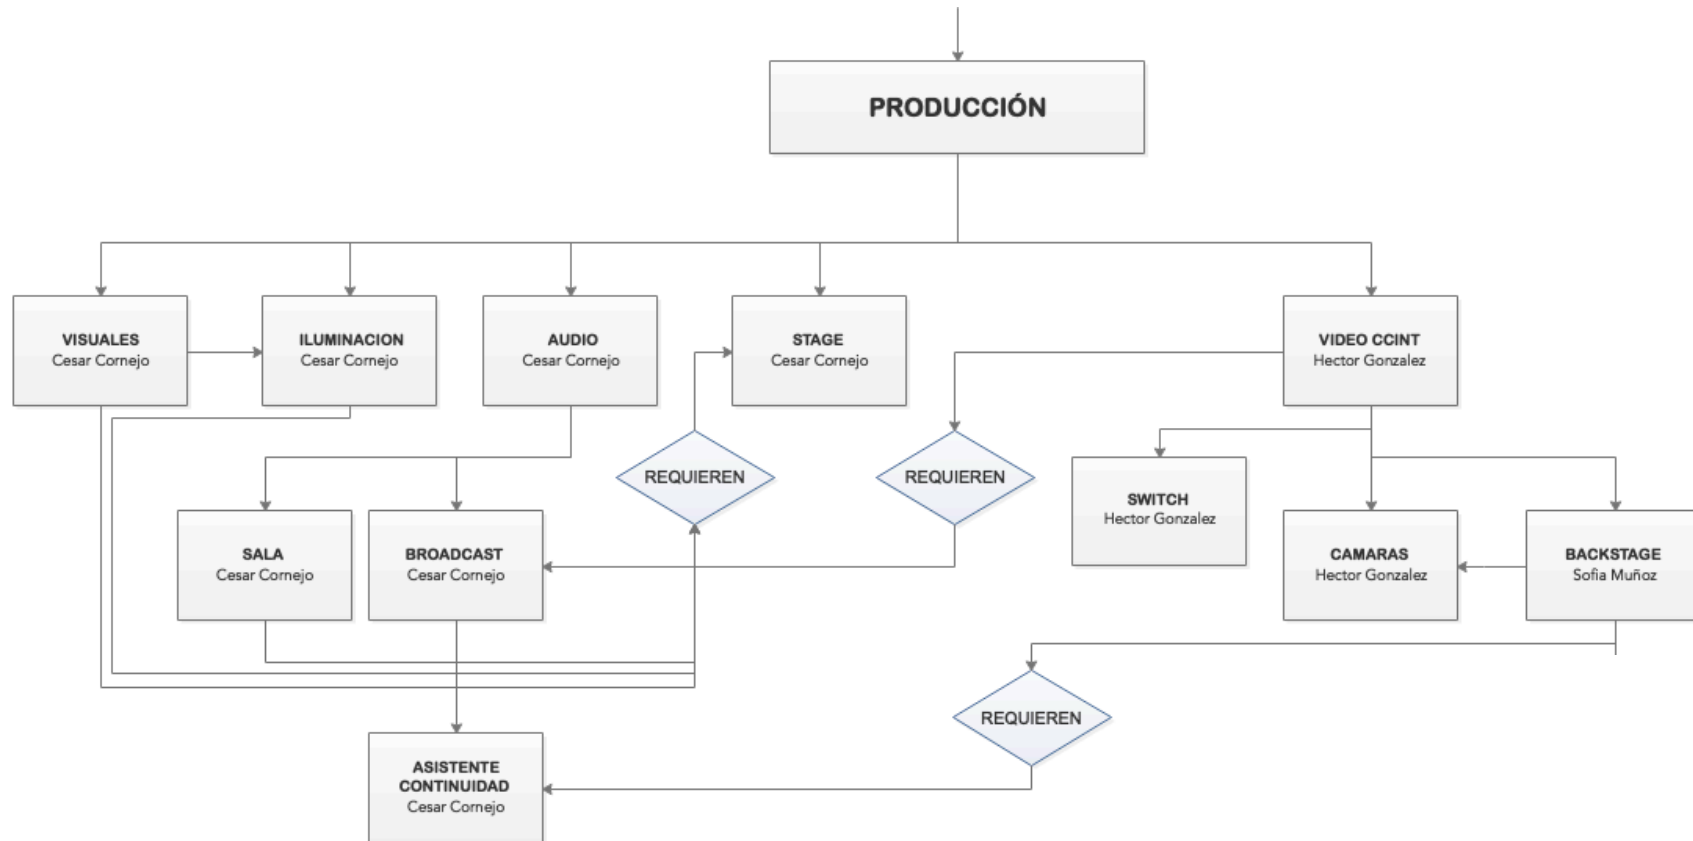 PRODUCCIÓN
VISUALES
Cesar Cornejo
ILUMINACION
Cesar Cornejo
AUDIO
Cesar Cornejo
STAGE
Cesar Cornejo
VIDEO CCINT
Hector Gonzalez
REQUIEREN
REQUIEREN
SWITCH
Hector Gonzalez
SALA
Cesar Cornejo
BROADCAST
Cesar Cornejo
CAMARAS
Hector Gonzalez
BACKSTAGE
Sofia Muñoz
REQUIEREN
ASISTENTE
CONTINUIDAD
Cesar Cornejo